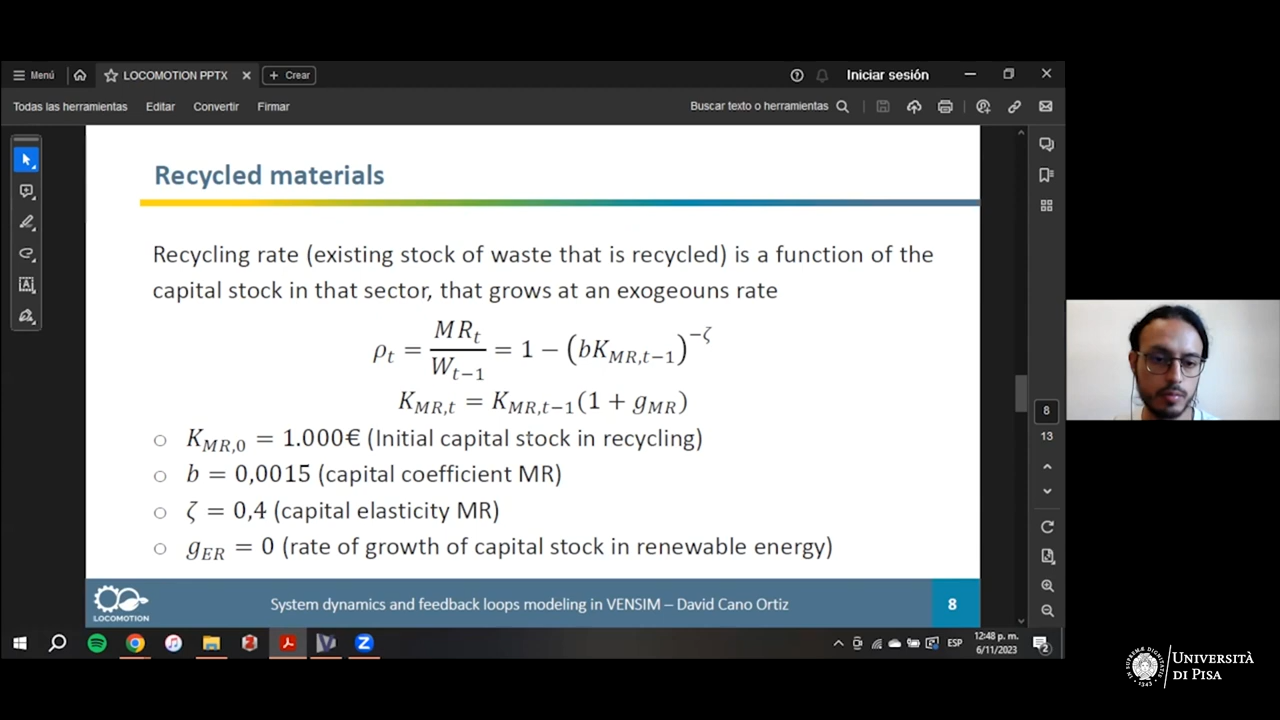 Menú LOCOMOTION PPTX Crear Iniciar sesión
Todas las herramientas Editar Convertir Firmar Buscar texto o herramientas
Recycled materials
Recycling rate (existing stock of waste that is recycled) is a function of the
capital stock in that sector, that grows at an exogeouns rate
ρ_t = MR_t / W_{t−1} = 1 − (bK_{MR,t−1})^{−ζ}
K_{MR,t} = K_{MR,t−1}(1 + g_{MR})
○ K_{MR,0} = 1.000€ (Initial capital stock in recycling)
○ b = 0,0015 (capital coefficient MR)
○ ζ = 0,4 (capital elasticity MR)
○ g_{ER} = 0 (rate of growth of capital stock in renewable energy)
8
13
LOCOMOTION
System dynamics and feedback loops modeling in VENSIM – David Cano Ortiz
8
ESP
12:48 p. m.
6/11/2023
2
UNIVERSITÀ
DI PISA